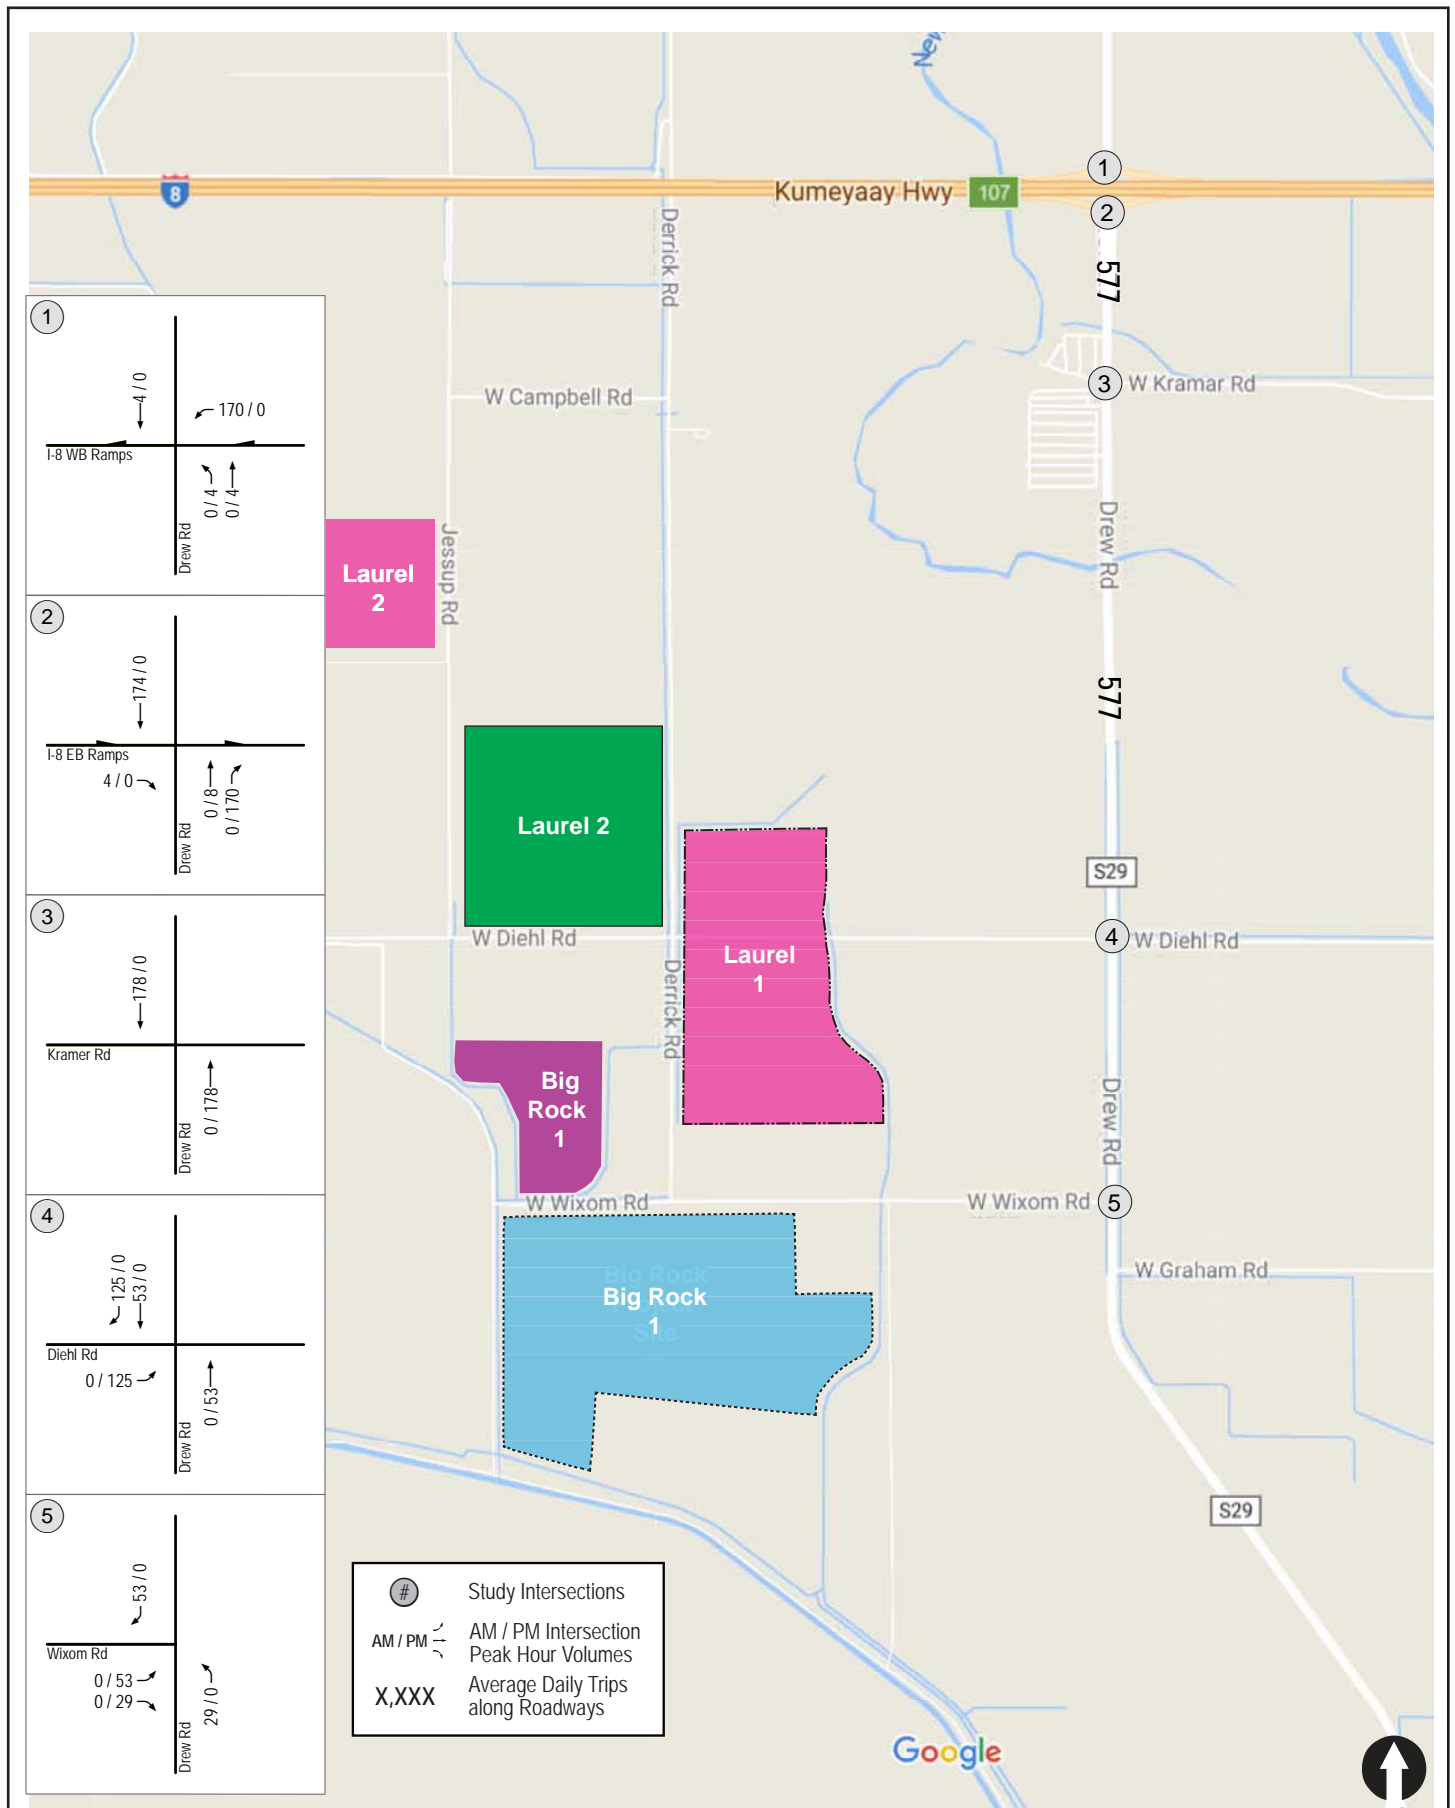 New
1
8
Kumeyaay Hwy
107
2
577
Derrick Rd
3
W Kramar Rd
W Campbell Rd
Drew Rd
Jessup Rd
Laurel
2
577
Laurel 2
S29
4
W Diehl Rd
W Diehl Rd
Laurel
1
Derrick Rd
Big
Rock
1
Drew Rd
W Wixom Rd
W Wixom Rd
5
W Graham Rd
Big Rock
Big Rock
1
Site
S29
1
4 / 0
170 / 0
I-8 WB Ramps
0 / 4
0 / 4
Drew Rd
2
174 / 0
I-8 EB Ramps
4 / 0
0 / 8
0 / 170
Drew Rd
3
178 / 0
Kramer Rd
0 / 178
Drew Rd
4
125 / 0
53 / 0
Diehl Rd
0 / 125
0 / 53
Drew Rd
5
53 / 0
Wixom Rd
0 / 53
0 / 29
29 / 0
Drew Rd
# Study Intersections
AM / PM AM / PM Intersection
Peak Hour Volumes
X,XXX Average Daily Trips
along Roadways
Google